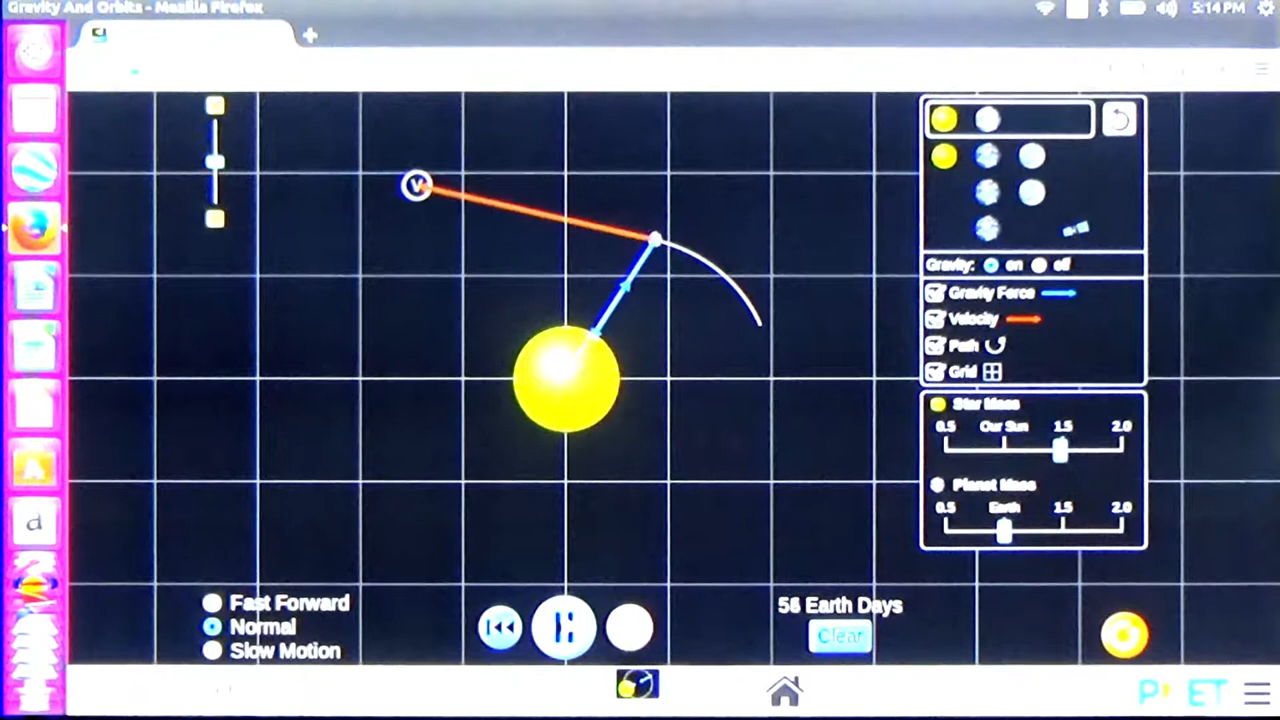 Gravity And Orbits - Mozilla Firefox
5:14 PM
V
Gravity: on off
Gravity Force
Velocity
Path
Grid
Star Mass
0.5 Our Sun 1.5 2.0
Planet Mass
0.5 Earth 1.5 2.0
Fast Forward
Normal
Slow Motion
56 Earth Days
Clear
A
a